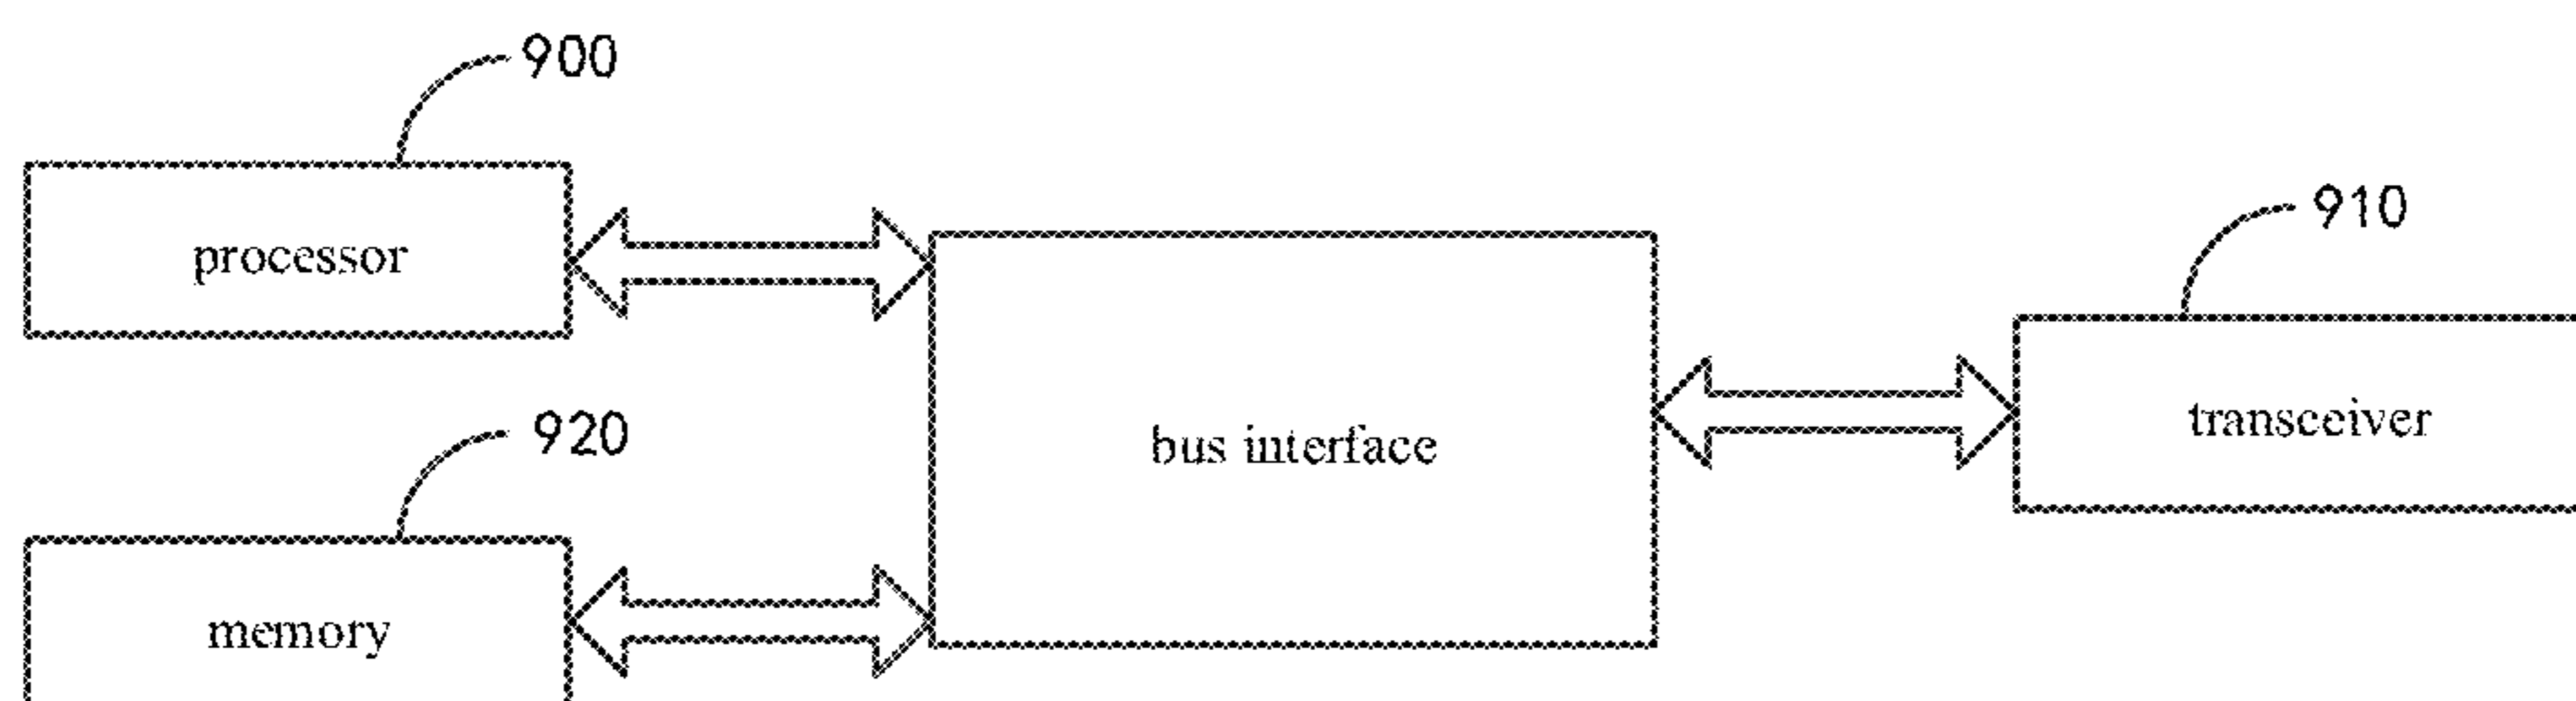 900
processor
910
920
bus interface
transceiver
memory